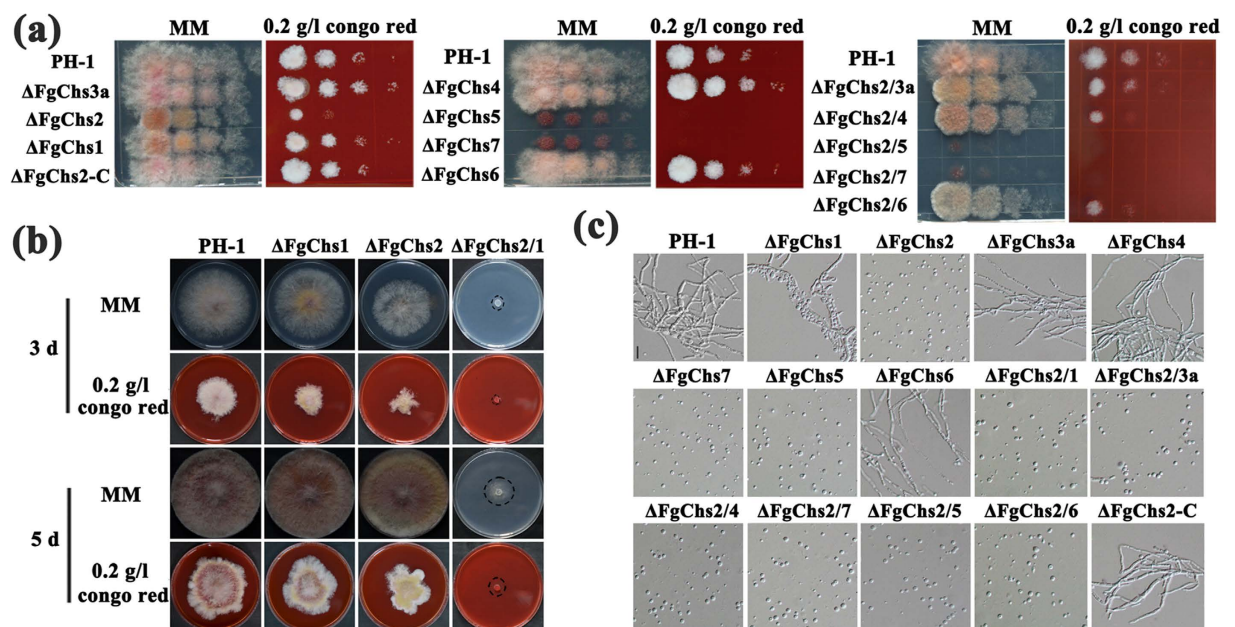 (a)
MM 0.2 g/l congo red
PH-1
ΔFgChs3a
ΔFgChs2
ΔFgChs1
ΔFgChs2-C
MM 0.2 g/l congo red
PH-1
ΔFgChs4
ΔFgChs5
ΔFgChs7
ΔFgChs6
MM 0.2 g/l congo red
PH-1
ΔFgChs2/3a
ΔFgChs2/4
ΔFgChs2/5
ΔFgChs2/7
ΔFgChs2/6
(b)
PH-1 ΔFgChs1 ΔFgChs2 ΔFgChs2/1
3 d
MM
0.2 g/l
congo red
5 d
MM
0.2 g/l
congo red
(c)
PH-1 ΔFgChs1 ΔFgChs2 ΔFgChs3a ΔFgChs4
ΔFgChs7 ΔFgChs5 ΔFgChs6 ΔFgChs2/1 ΔFgChs2/3a
ΔFgChs2/4 ΔFgChs2/7 ΔFgChs2/5 ΔFgChs2/6 ΔFgChs2-C